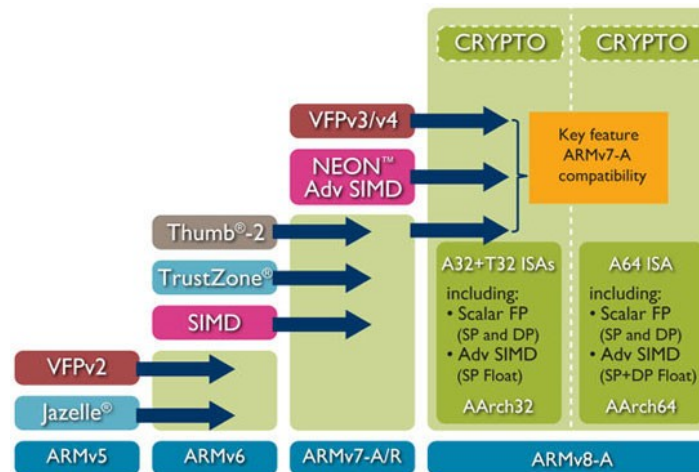 CRYPTO
CRYPTO
VFPv3/v4
Key feature
ARMv7-A
compatibility
NEON™
Adv SIMD
Thumb®-2
TrustZone®
SIMD
A32+T32 ISAs
including:
• Scalar FP
(SP and DP)
• Adv SIMD
(SP Float)
AArch32
A64 ISA
including:
• Scalar FP
(SP and DP)
• Adv SIMD
(SP+DP Float)
AArch64
VFPv2
Jazelle®
ARMv5
ARMv6
ARMv7-A/R
ARMv8-A